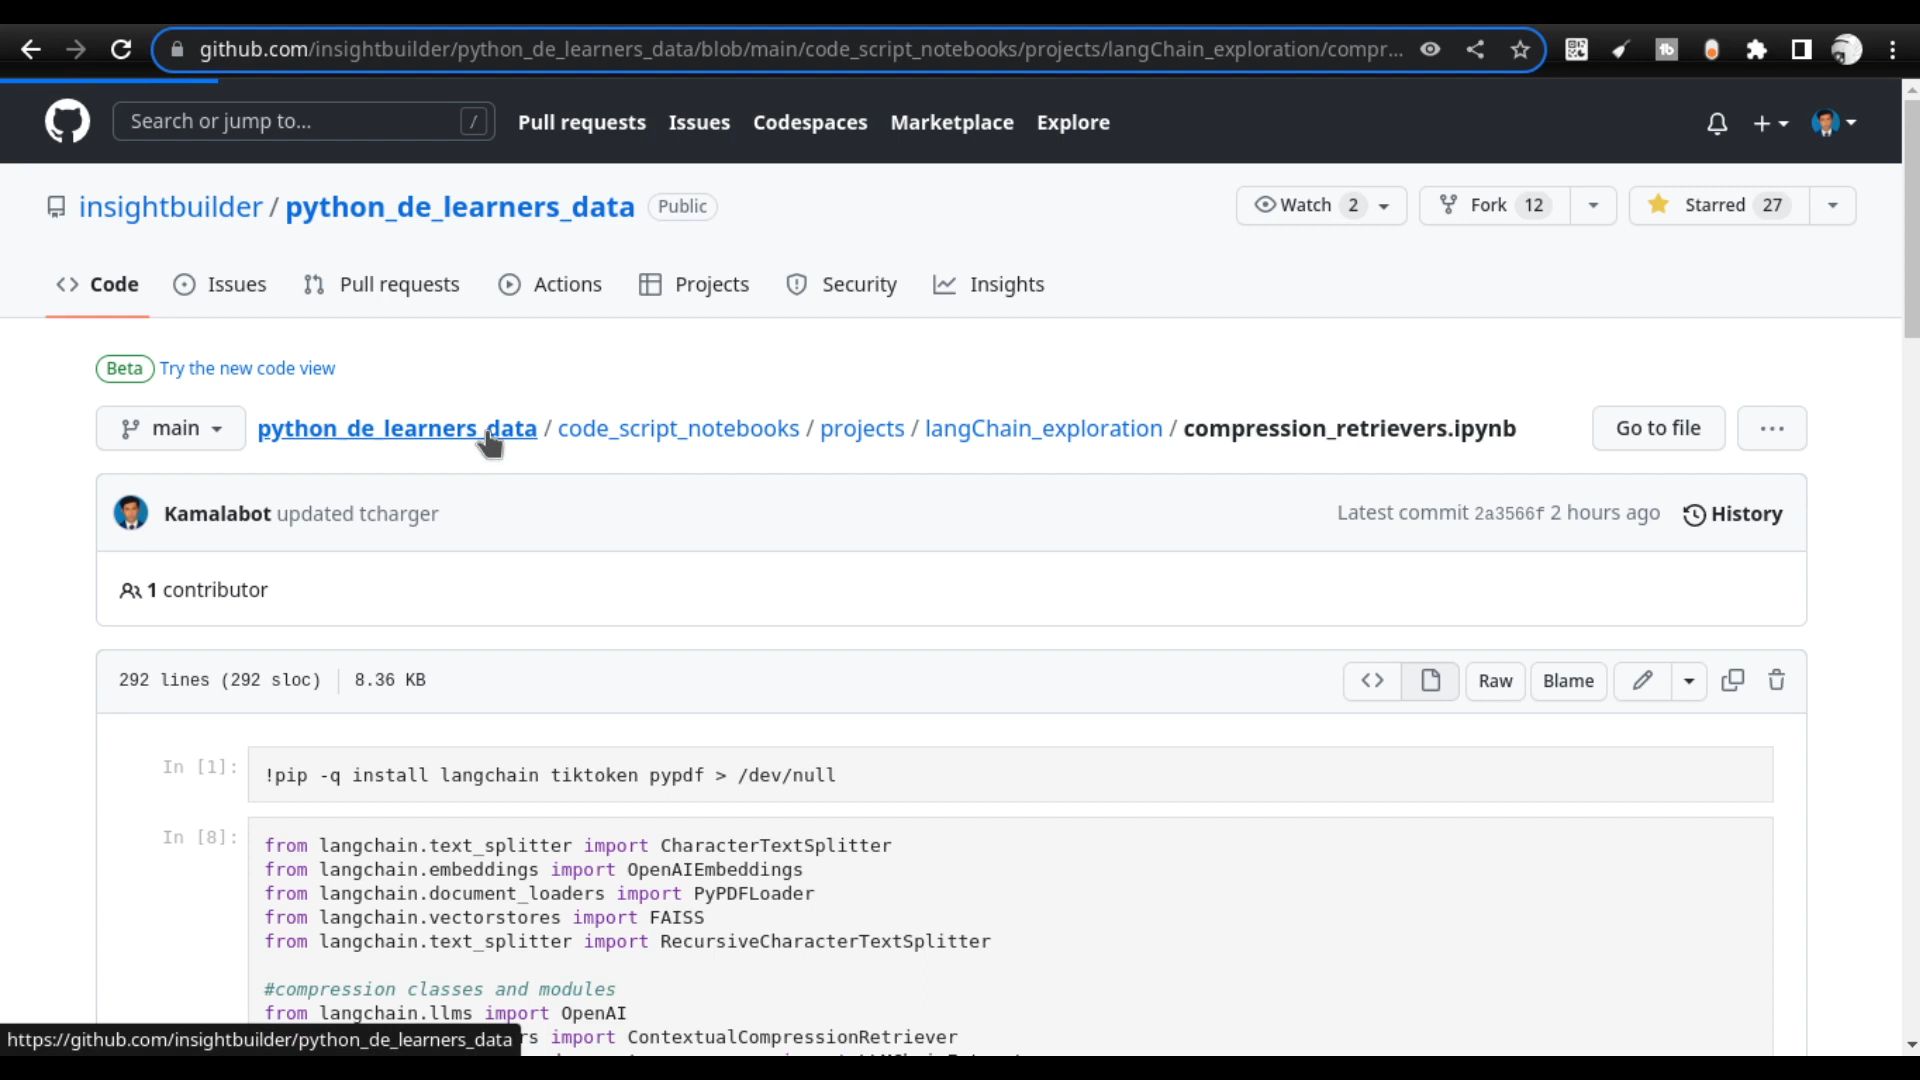 github.com/insightbuilder/python_de_learners_data/blob/main/code_script_notebooks/projects/langChain_exploration/compr...
Search or jump to... /
Pull requests Issues Codespaces Marketplace Explore
insightbuilder / python_de_learners_data Public
Watch 2 Fork 12 Starred 27
Code Issues Pull requests Actions Projects Security Insights
Beta Try the new code view
main python_de_learners_data / code_script_notebooks / projects / langChain_exploration / compression_retrievers.ipynb Go to file ...
Kamalabot updated tcharger Latest commit 2a3566f 2 hours ago History
1 contributor
292 lines (292 sloc) 8.36 KB Raw Blame
In [1]: !pip -q install langchain tiktoken pypdf > /dev/null
In [8]: from langchain.text_splitter import CharacterTextSplitter
from langchain.embeddings import OpenAIEmbeddings
from langchain.document_loaders import PyPDFLoader
from langchain.vectorstores import FAISS
from langchain.text_splitter import RecursiveCharacterTextSplitter
#compression classes and modules
from langchain.llms import OpenAI
rs import ContextualCompressionRetriever
https://github.com/insightbuilder/python_de_learners_data